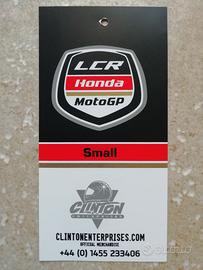 LCR
Honda
MotoGP
Small
CLINTON
ENTERPRISES
CLINTONENTERPRISES.COM
OFFICIAL MERCHANDISE
+44 (0) 1455 233406